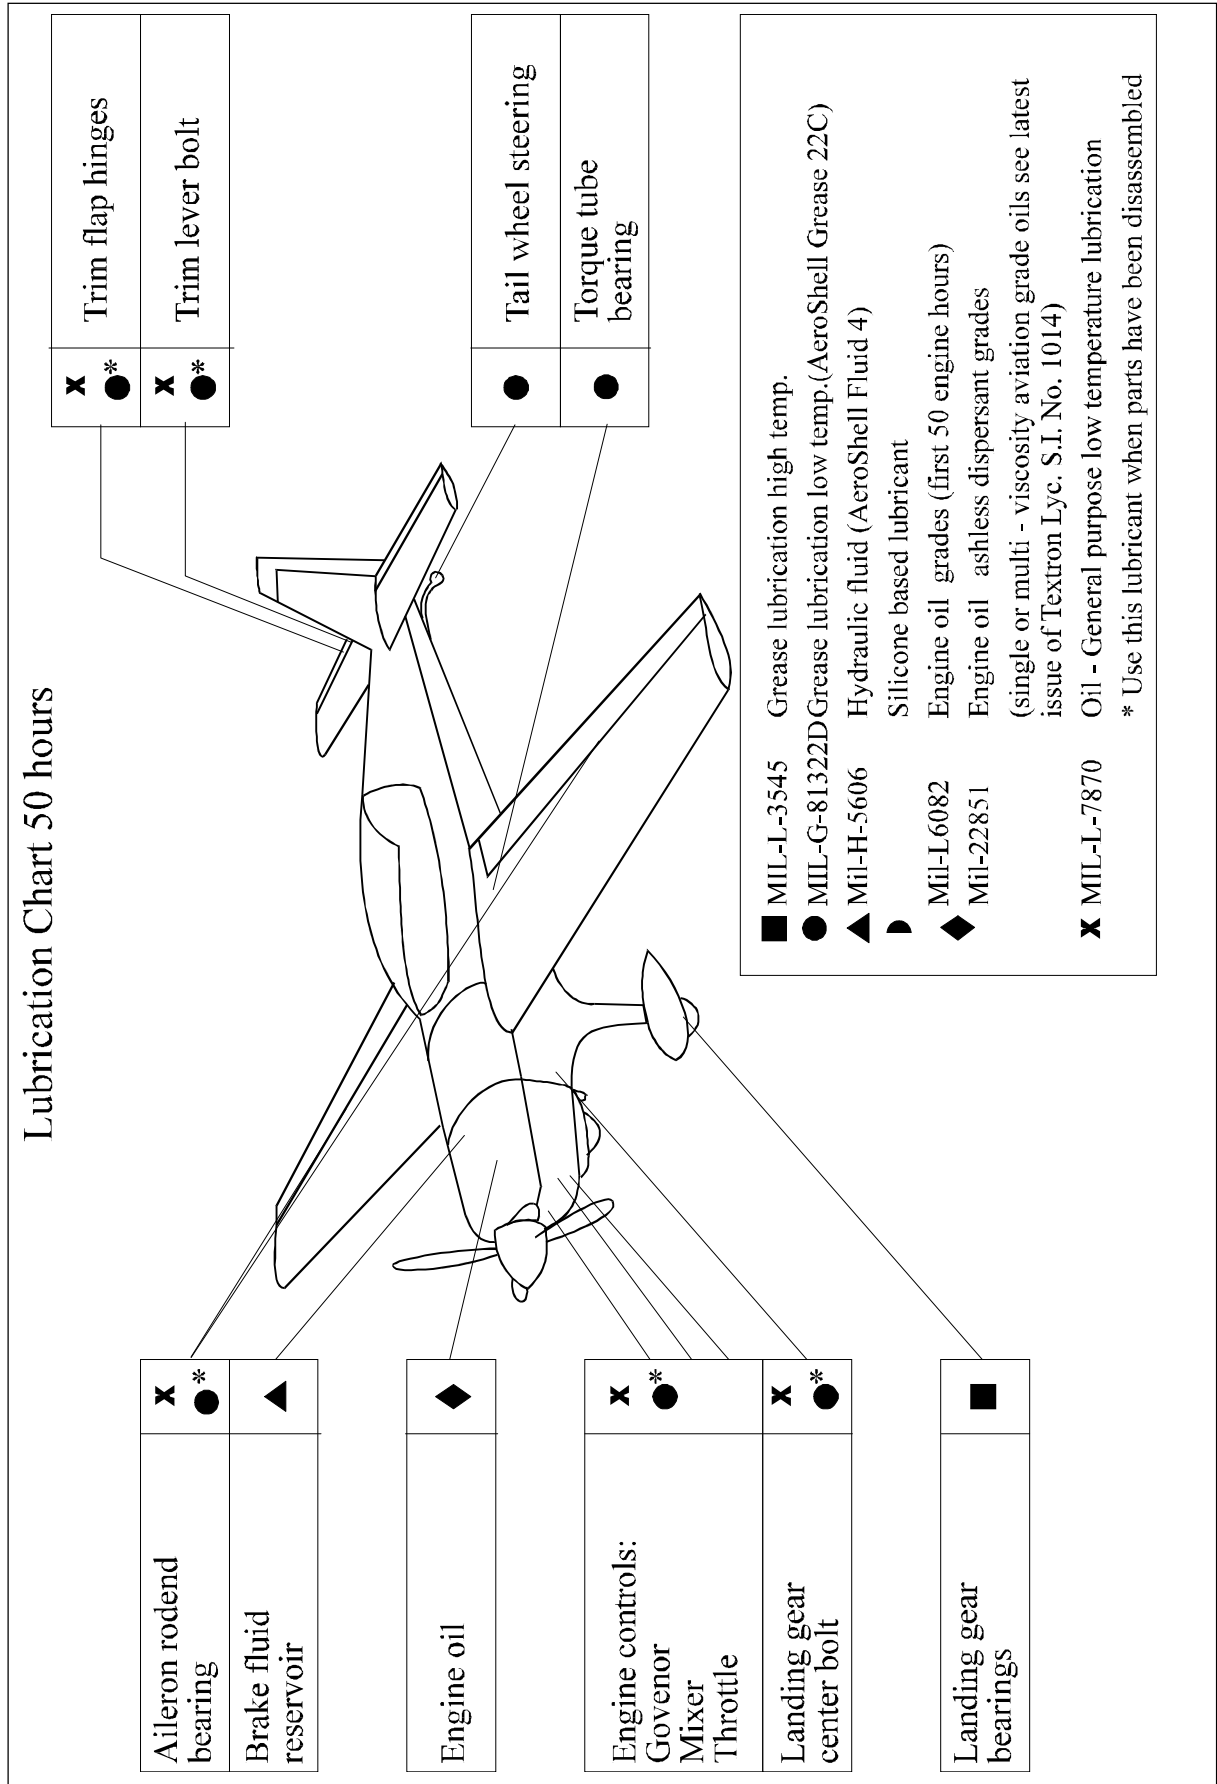 Lubrication Chart 50 hours
Trim flap hinges
*
Trim lever bolt
*
Tail wheel steering
Torque tube
bearing
Aileron rodend
bearing
*
Brake fluid
reservoir
Engine oil
Engine controls:
Govenor
Mixer
Throttle
*
Landing gear
center bolt
*
Landing gear
bearings
MIL-L-3545 Grease lubrication high temp.
MIL-G-81322D Grease lubrication low temp.(AeroShell Grease 22C)
Mil-H-5606 Hydraulic fluid (AeroShell Fluid 4)
Silicone based lubricant
Mil-L6082 Engine oil grades (first 50 engine hours)
Mil-22851 Engine oil ashless dispersant grades
(single or multi - viscosity aviation grade oils see latest
issue of Textron Lyc. S.I. No. 1014)
x MIL-L-7870 Oil - General purpose low temperature lubrication
* Use this lubricant when parts have been disassembled